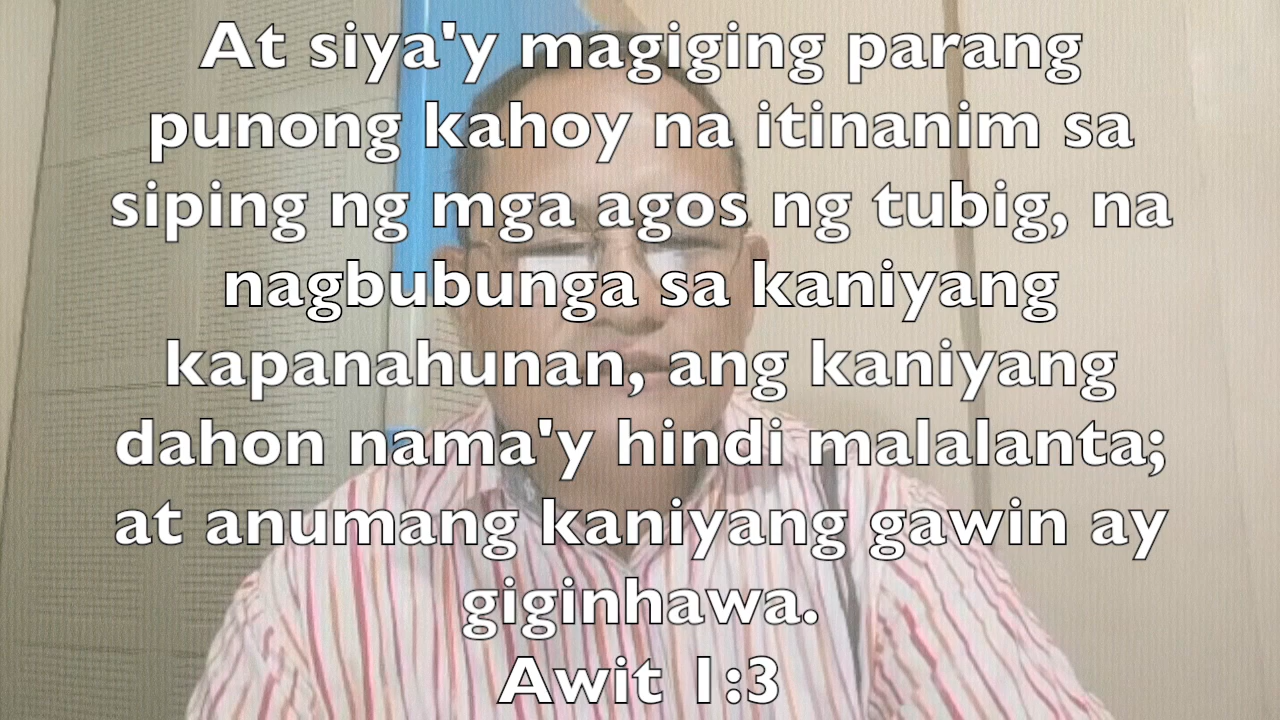 At siya'y magiging parang
punong kahoy na itinanim sa
siping ng mga agos ng tubig, na
nagbubunga sa kaniyang
kapanahunan, ang kaniyang
dahon nama'y hindi malalanta;
at anumang kaniyang gawin ay
giginhawa.
Awit 1:3